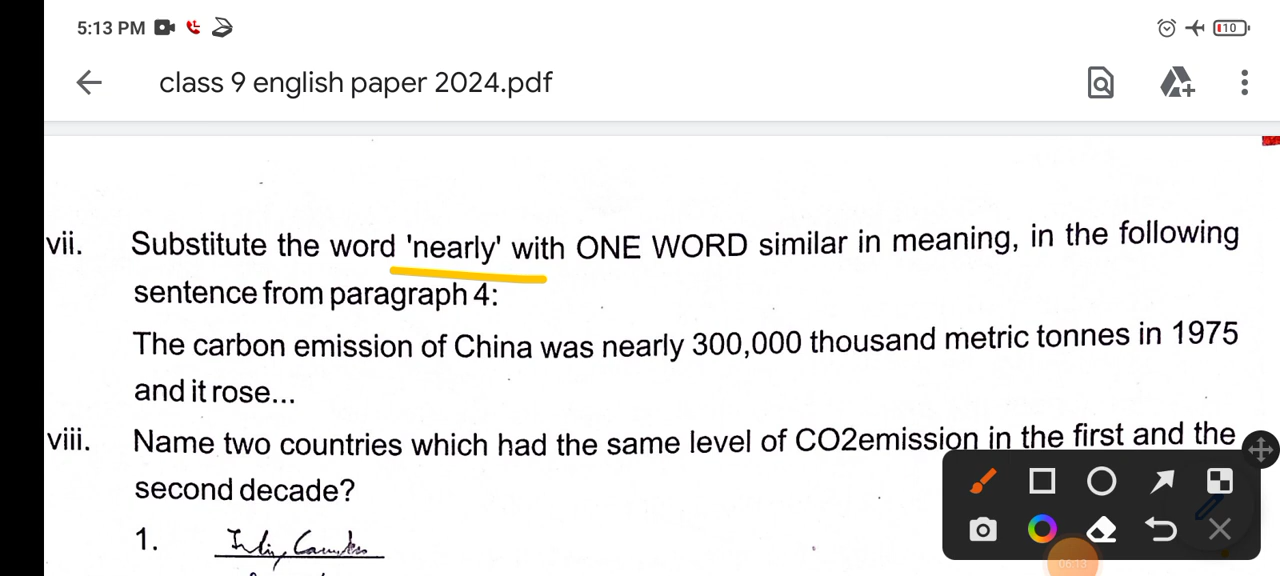 5:13 PM 10
class 9 english paper 2024.pdf
vii. Substitute the word 'nearly' with ONE WORD similar in meaning, in the following
sentence from paragraph 4:
The carbon emission of China was nearly 300,000 thousand metric tonnes in 1975
and it rose...
viii. Name two countries which had the same level of CO2emission in the first and the
second decade?
1.
06:13